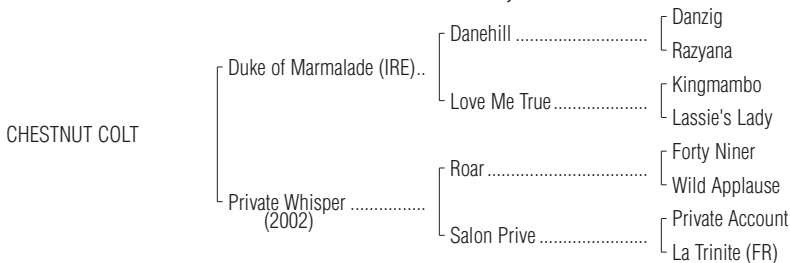 Danzig
Danehill ............................
Razyana
Duke of Marmalade (IRE)..
Kingmambo
Love Me True....................
Lassie's Lady
CHESTNUT COLT
Forty Niner
Roar ..................................
Wild Applause
Private Whisper ................
(2002)
Private Account
Salon Prive .......................
La Trinite (FR)